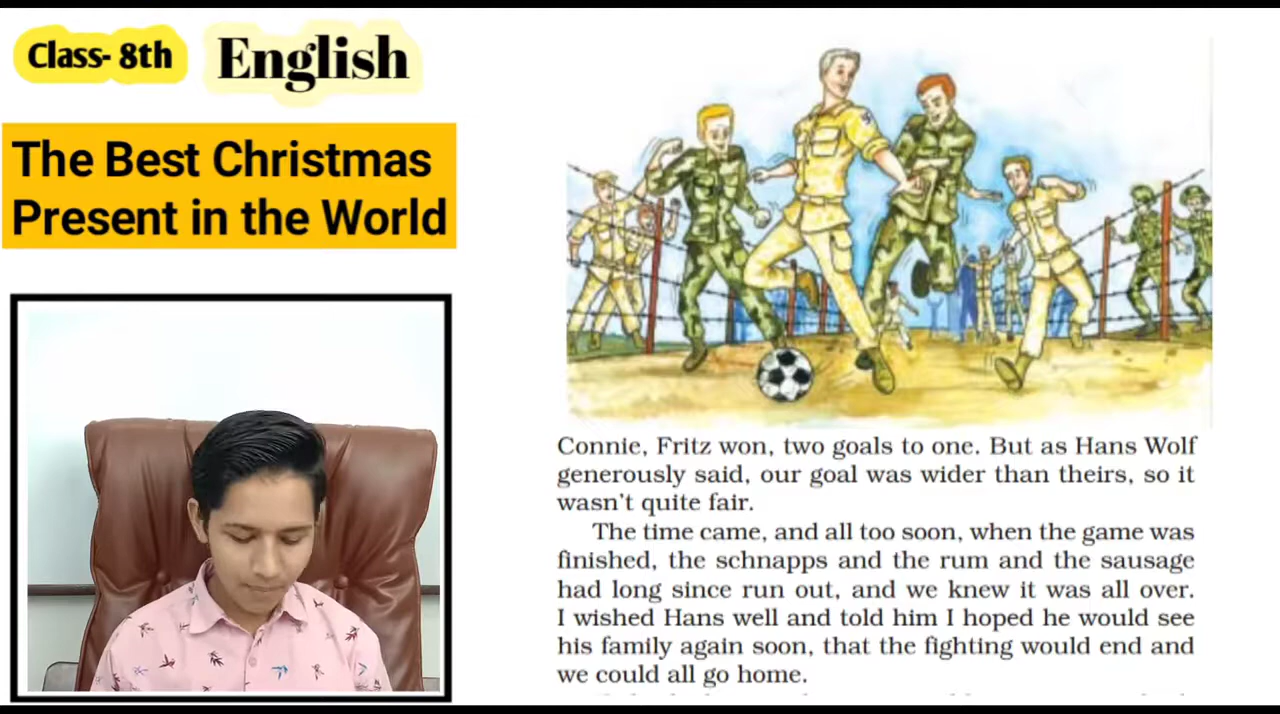 Class- 8th English
The Best Christmas
Present in the World
Connie, Fritz won, two goals to one. But as Hans Wolf
generously said, our goal was wider than theirs, so it
wasn't quite fair.
The time came, and all too soon, when the game was
finished, the schnapps and the rum and the sausage
had long since run out, and we knew it was all over.
I wished Hans well and told him I hoped he would see
his family again soon, that the fighting would end and
we could all go home.